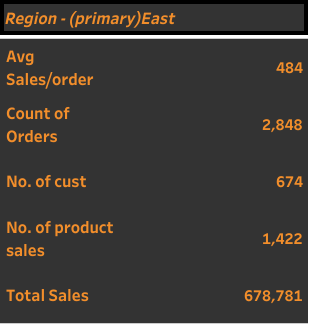 Region - (primary)East
Avg
Sales/order
484
Count of
Orders
2,848
No. of cust
674
No. of product
sales
1,422
Total Sales
678,781